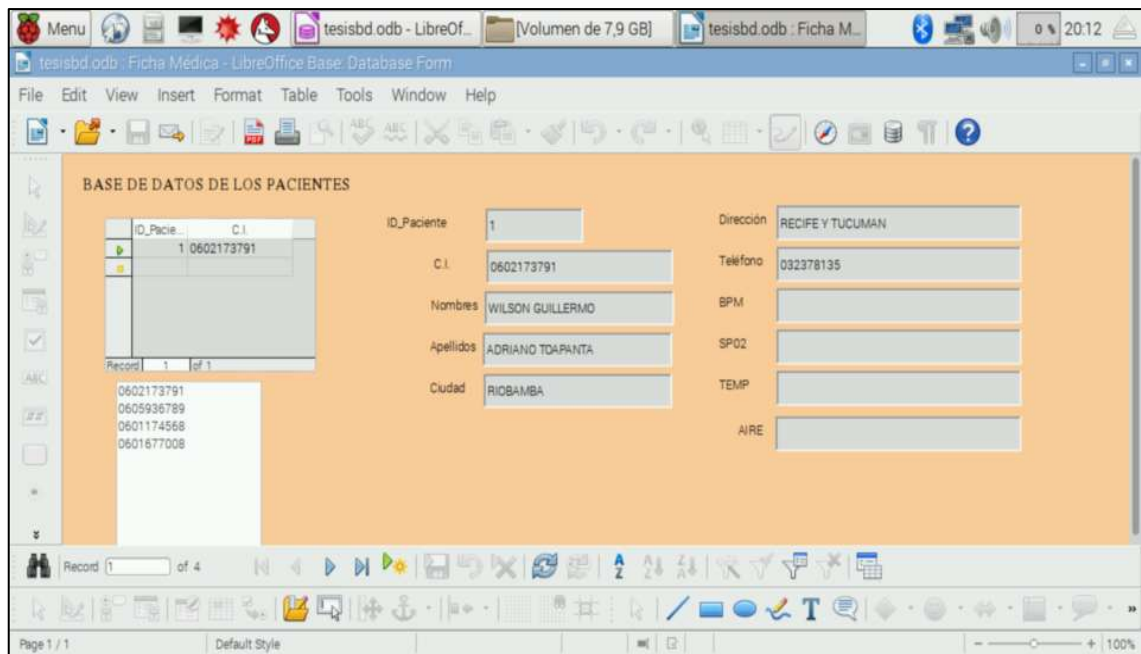 Menu tesisbd.odb - LibreOf... [Volumen de 7,9 GB] tesisbd.odb : Ficha M... 0 % 20:12
tesisbd.odb : Ficha Médica - LibreOffice Base: Database Form
File Edit View Insert Format Table Tools Window Help
BASE DE DATOS DE LOS PACIENTES
ID_Pacie... C.I.
1 0602173791
Record 1 of 1
0602173791
0605936789
0601174568
0601677008
ID_Paciente 1
C.I. 0602173791
Nombres WILSON GUILLERMO
Apellidos ADRIANO TOAPANTA
Ciudad RIOBAMBA
Dirección RECIFE Y TUCUMAN
Teléfono 032378135
BPM
SP02
TEMP
AIRE
Record 1 of 4
Page 1 / 1 Default Style 100%